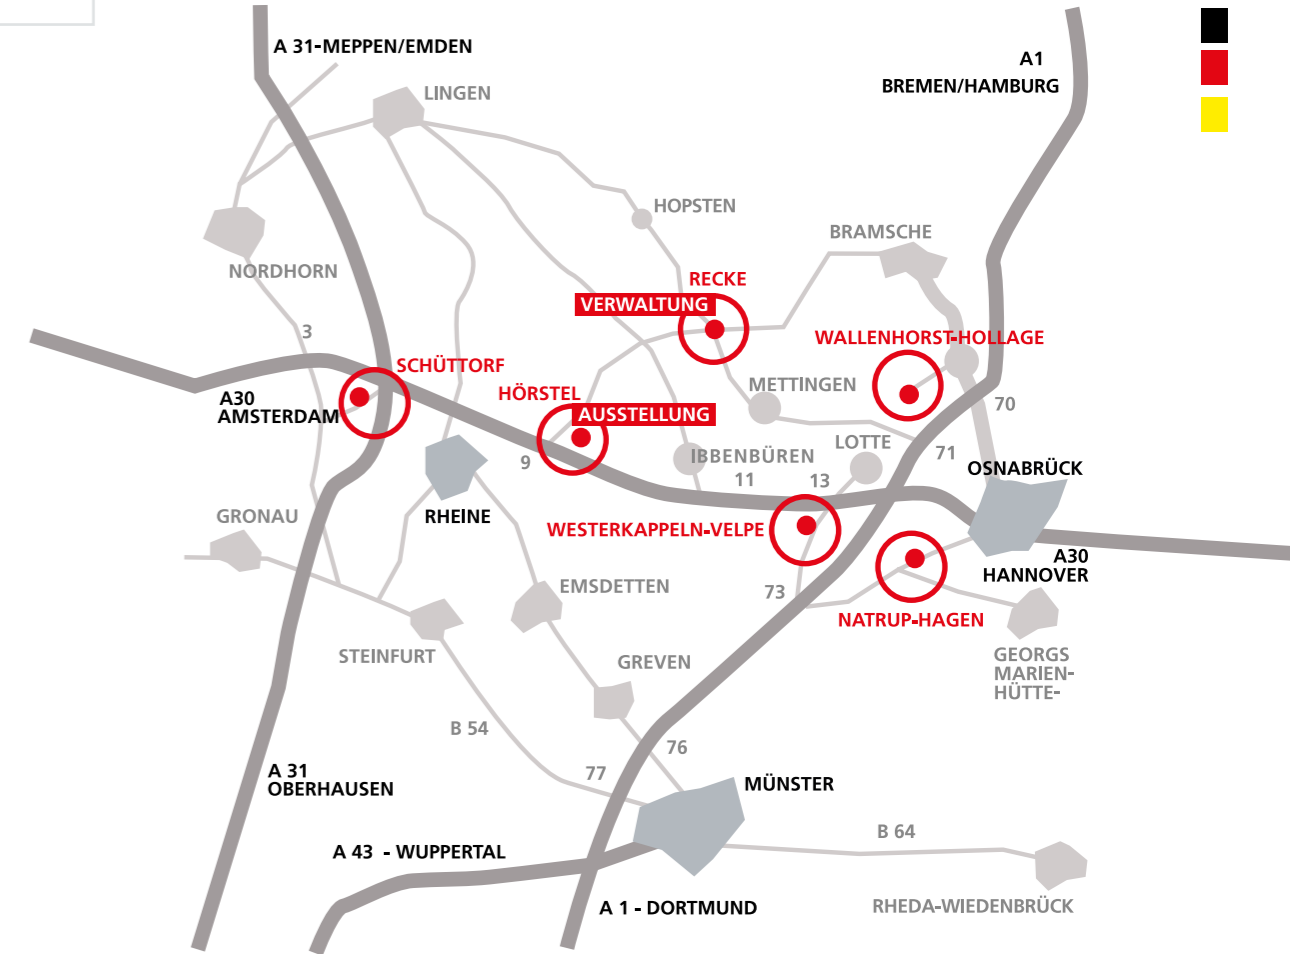 A 31-MEPPEN/EMDEN
A1
BREMEN/HAMBURG
LINGEN
HOPSTEN
BRAMSCHE
NORDHORN
RECKE
VERWALTUNG
3
WALLENHORST-HOLLAGE
SCHÜTTORF
METTINGEN
HÖRSTEL
A30
AMSTERDAM
AUSSTELLUNG
70
LOTTE
71
IBBENBÜREN
9
11
13
OSNABRÜCK
GRONAU
RHEINE
WESTERKAPPELN-VELPE
A30
HANNOVER
EMSDETTEN
73
NATRUP-HAGEN
STEINFURT
GREVEN
GEORGS
MARIEN-
HÜTTE-
B 54
76
77
A 31
OBERHAUSEN
MÜNSTER
B 64
A 43 - WUPPERTAL
A 1 - DORTMUND
RHEDA-WIEDENBRÜCK